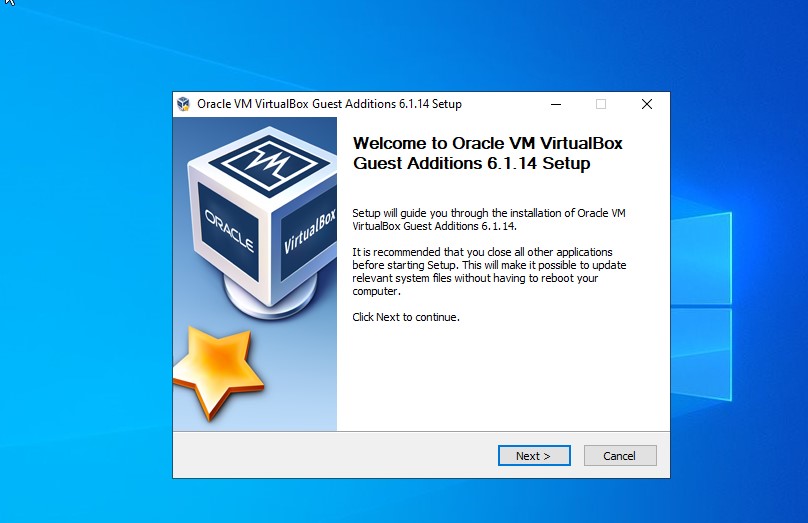 Oracle VM VirtualBox Guest Additions 6.1.14 Setup
ORACLE
VirtualBox
Welcome to Oracle VM VirtualBox
Guest Additions 6.1.14 Setup
Setup will guide you through the installation of Oracle VM
VirtualBox Guest Additions 6.1.14.
It is recommended that you close all other applications
before starting Setup. This will make it possible to update
relevant system files without having to reboot your
computer.
Click Next to continue.
Next >
Cancel